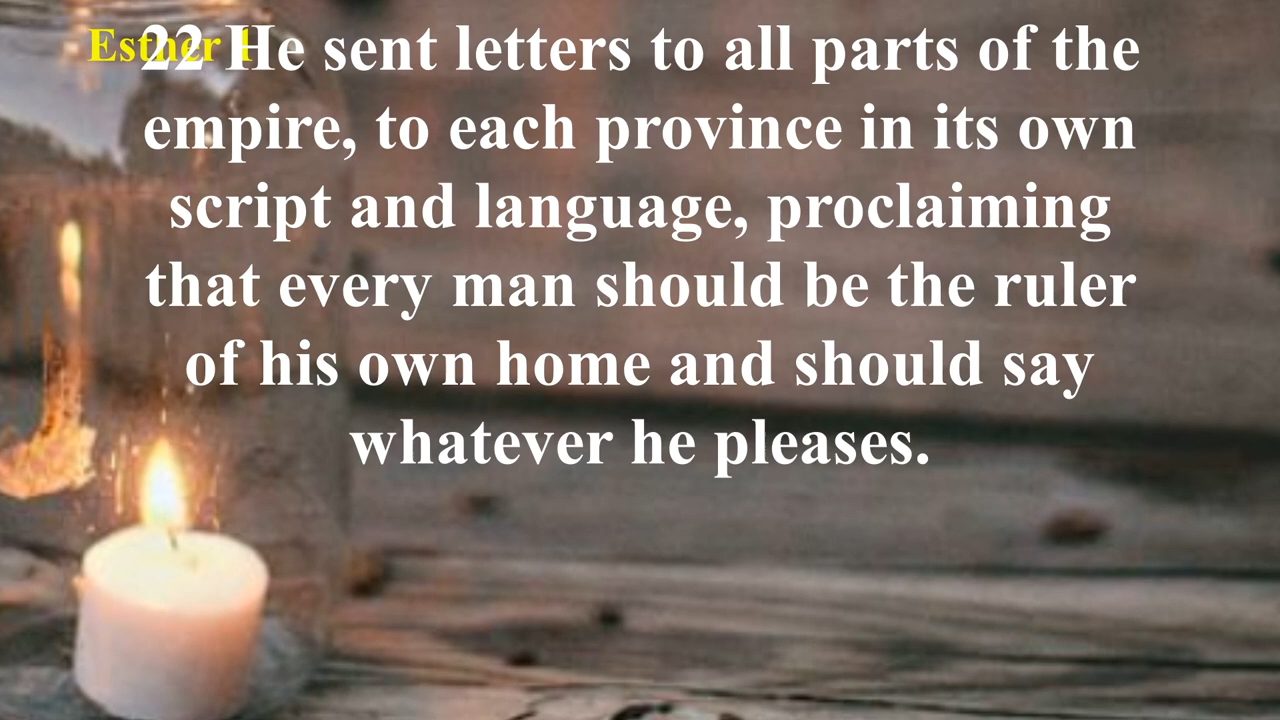 Esther 1
22 He sent letters to all parts of the
empire, to each province in its own
script and language, proclaiming
that every man should be the ruler
of his own home and should say
whatever he pleases.